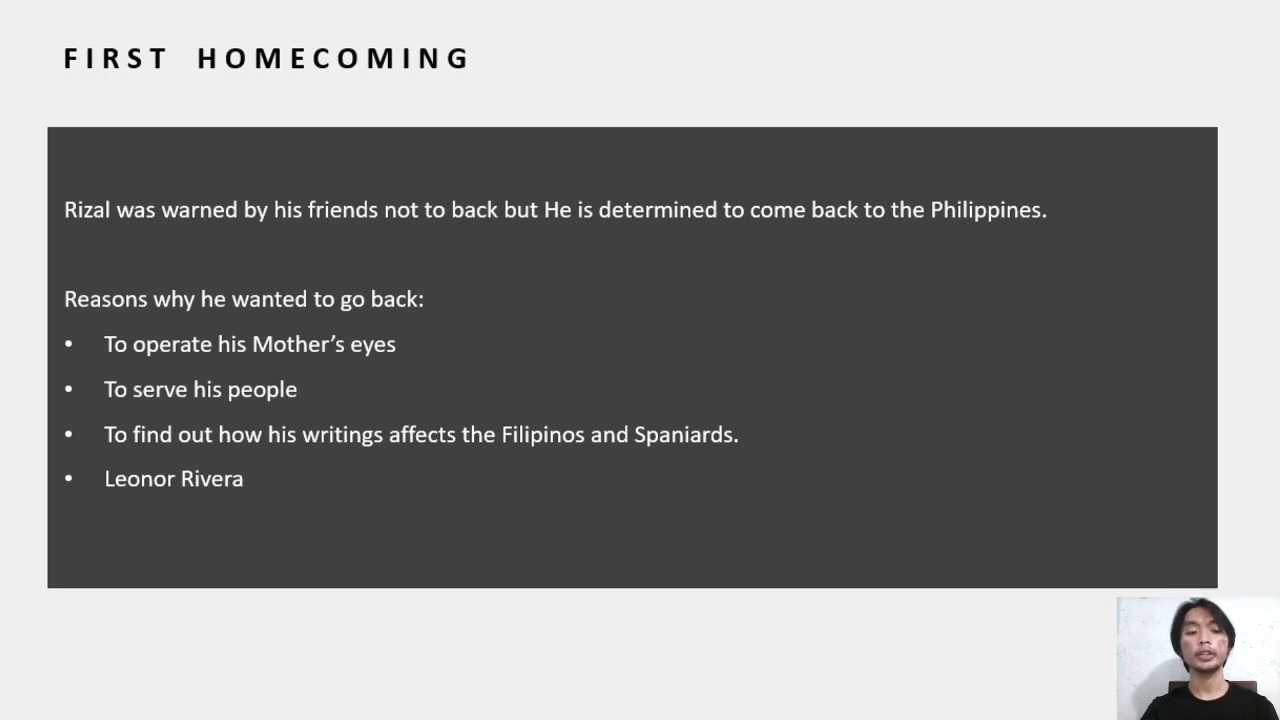 FIRST HOMECOMING
Rizal was warned by his friends not to back but He is determined to come back to the Philippines.
Reasons why he wanted to go back:
• To operate his Mother’s eyes
• To serve his people
• To find out how his writings affects the Filipinos and Spaniards.
• Leonor Rivera